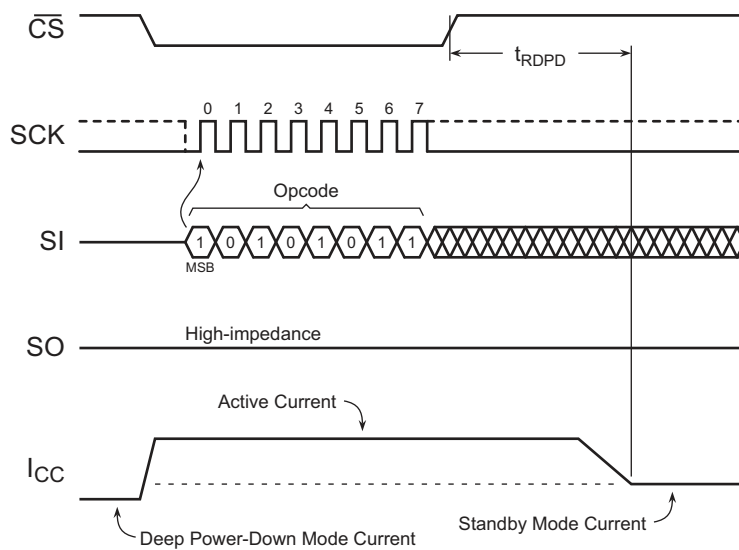 CS
tRDPD
0 1 2 3 4 5 6 7
SCK
Opcode
SI
1 0 1 0 1 0 1 1
MSB
High-impedance
SO
Active Current
ICC
Standby Mode Current
Deep Power-Down Mode Current